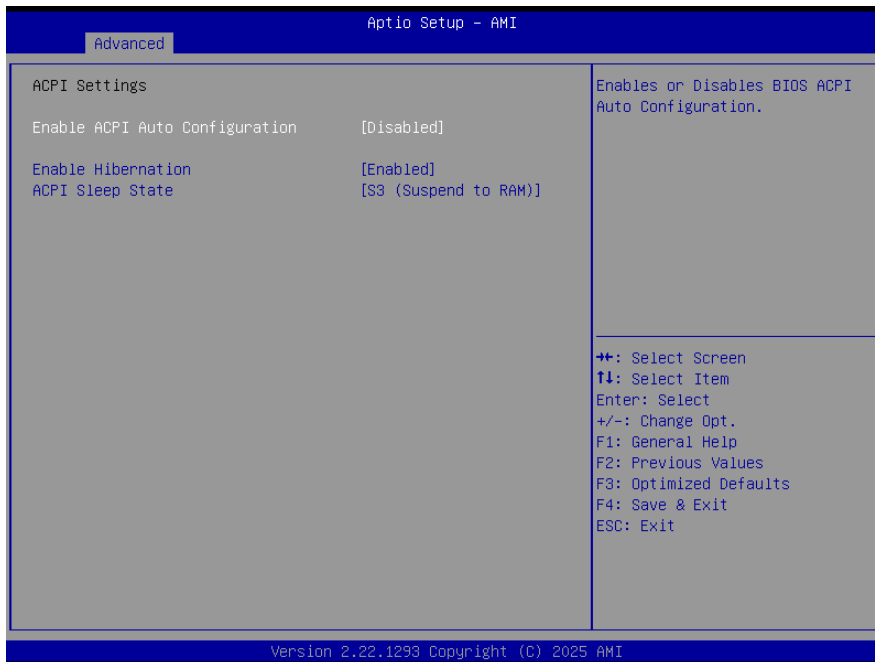 Aptio Setup – AMI
Advanced
ACPI Settings
Enable ACPI Auto Configuration [Disabled]
Enable Hibernation [Enabled]
ACPI Sleep State [S3 (Suspend to RAM)]
Enables or Disables BIOS ACPI
Auto Configuration.
→←: Select Screen
↑↓: Select Item
Enter: Select
+/-: Change Opt.
F1: General Help
F2: Previous Values
F3: Optimized Defaults
F4: Save & Exit
ESC: Exit
Version 2.22.1293 Copyright (C) 2025 AMI